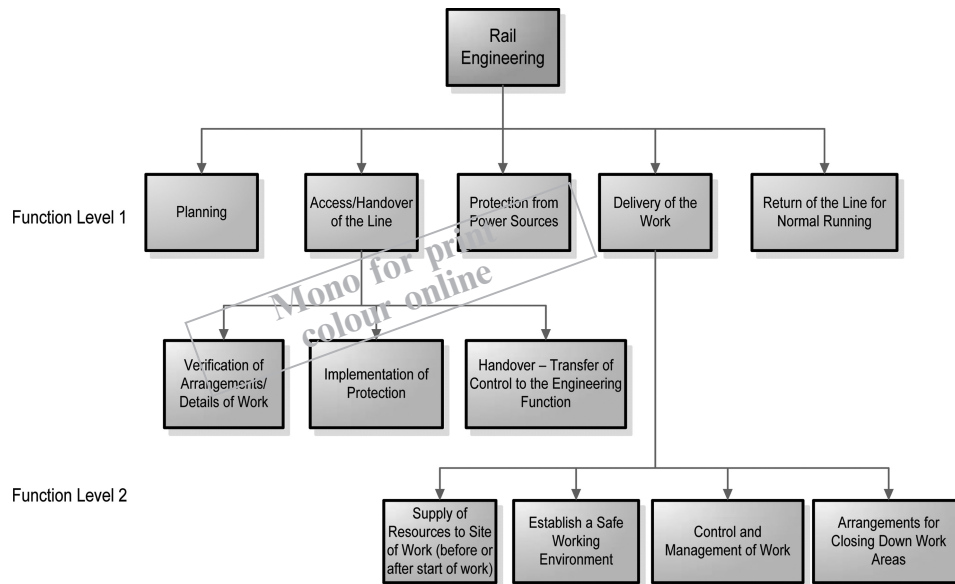 Rail
Engineering
Function Level 1
Planning
Access/Handover
of the Line
Protection from
Power Sources
Delivery of the
Work
Return of the Line for
Normal Running
Mono for print
colour online
Verification of
Arrangements/
Details of Work
Implementation of
Protection
Handover – Transfer of
Control to the Engineering
Function
Function Level 2
Supply of
Resources to Site
of Work (before or
after start of work)
Establish a Safe
Working
Environment
Control and
Management of Work
Arrangements for
Closing Down Work
Areas